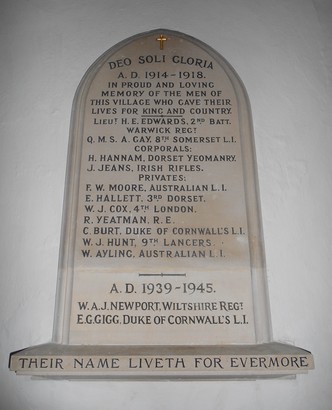 DEO SOLI GLORIA
A.D. 1914-1918.
IN PROUD AND LOVING
MEMORY OF THE MEN OF
THIS VILLAGE WHO GAVE THEIR
LIVES FOR KING AND COUNTRY.
LIEUT H. E. EDWARDS, 2ND BATT.
WARWICK REGT
Q. M. S. A. GAY, 8TH SOMERSET L.I.
CORPORALS:
H. HANNAM, DORSET YEOMANRY.
J. JEANS, IRISH RIFLES.
PRIVATES:
F. W. MOORE, AUSTRALIAN L.I.
E. HALLETT, 3RD DORSET.
W. J. COX, 4TH LONDON.
R. YEATMAN, R. E.
C. BURT, DUKE OF CORNWALL'S L.I.
W. J. HUNT, 9TH LANCERS.
W. AYLING, AUSTRALIAN L.I.
A.D. 1939-1945.
W.A.J. NEWPORT, WILTSHIRE REGT
E.G.GIGG, DUKE OF CORNWALL'S L.I.
THEIR NAME LIVETH FOR EVERMORE